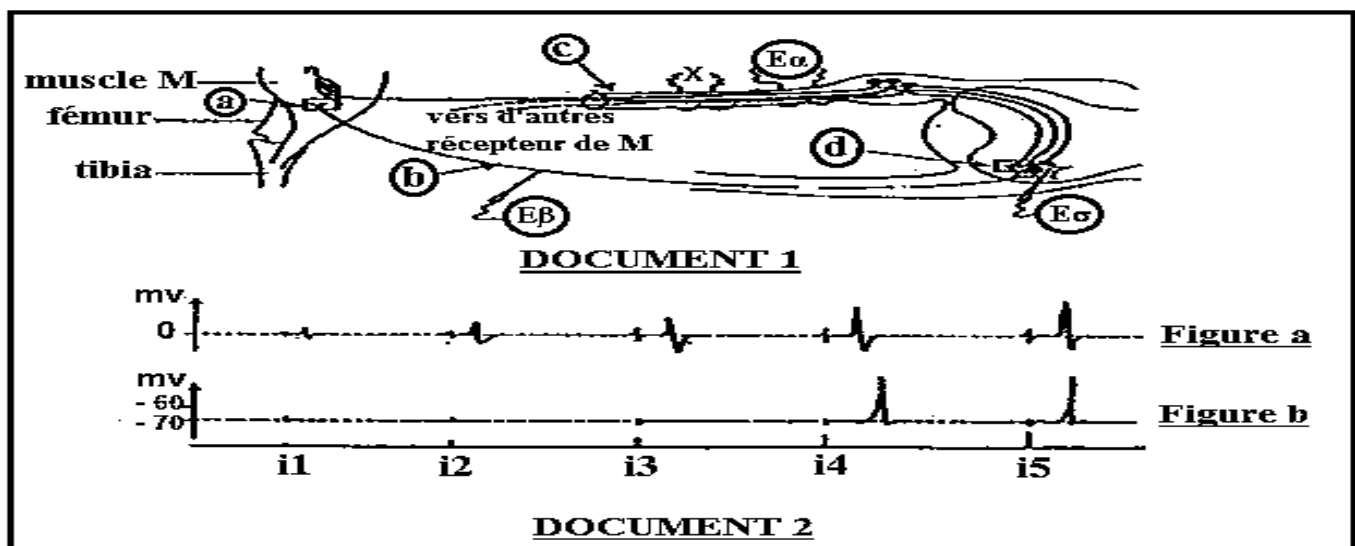 c
X
Eα
muscle M
a
fémur
vers d'autres
récepteur de M
d
tibia
b
Eβ
Eσ
DOCUMENT 1
mv
0
Figure a
mv
- 60
- 70
Figure b
i1 i2 i3 i4 i5
DOCUMENT 2